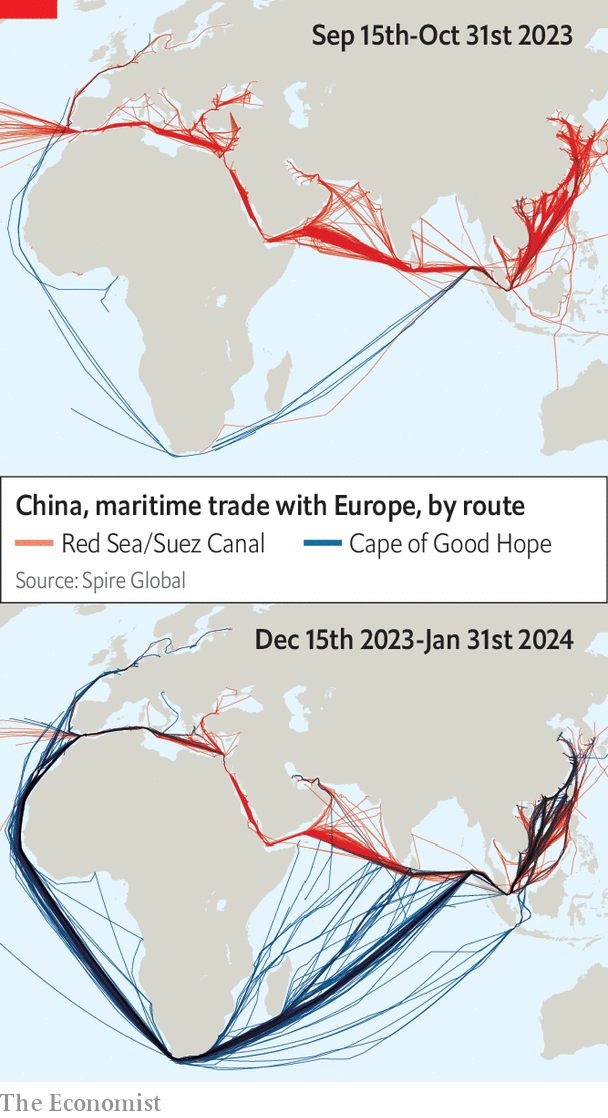 Sep 15th-Oct 31st 2023
China, maritime trade with Europe, by route
Red Sea/Suez Canal Cape of Good Hope
Source: Spire Global
Dec 15th 2023-Jan 31st 2024
The Economist